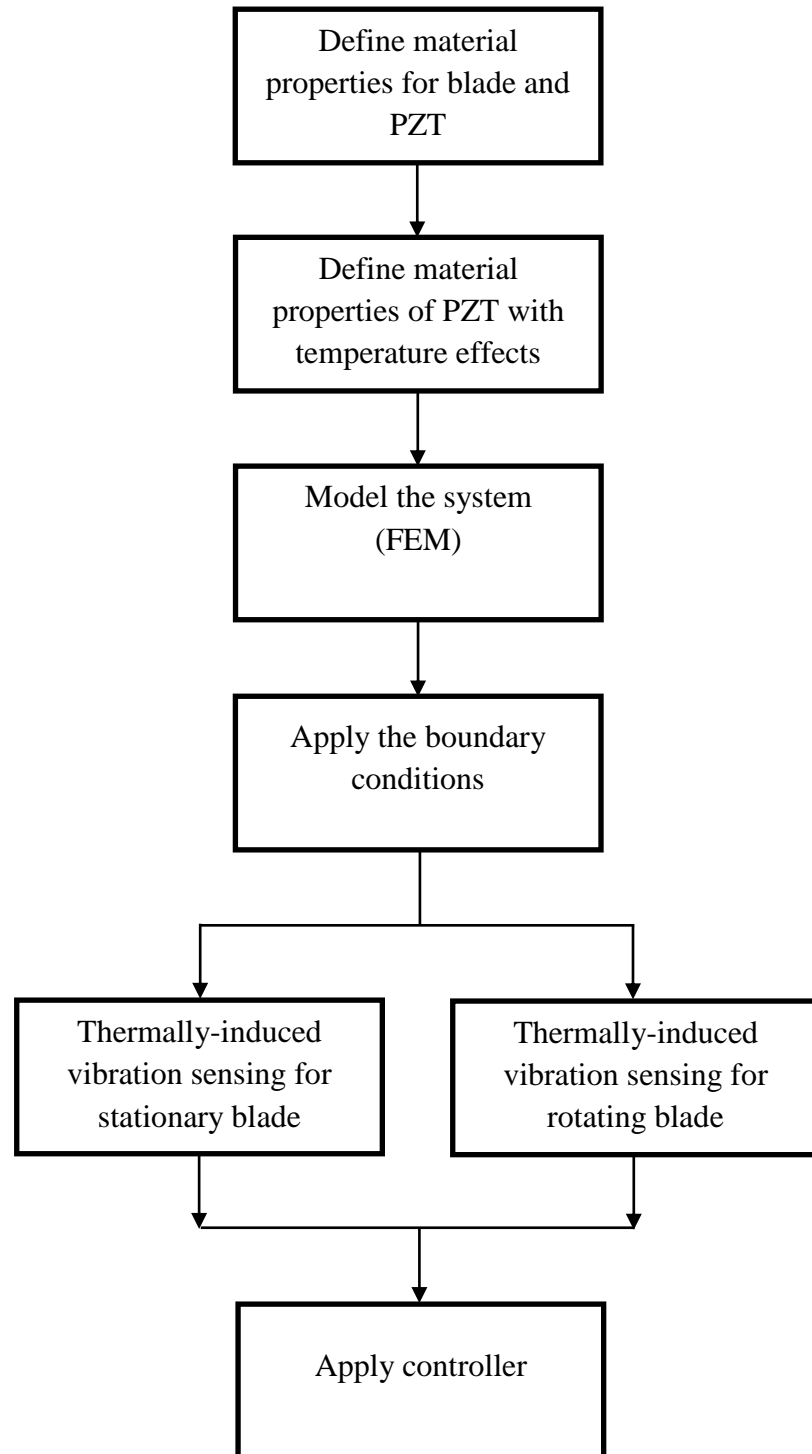 Define material
properties for blade and
PZT
Define material
properties of PZT with
temperature effects
Model the system
(FEM)
Apply the boundary
conditions
Thermally-induced
vibration sensing for
stationary blade
Thermally-induced
vibration sensing for
rotating blade
Apply controller